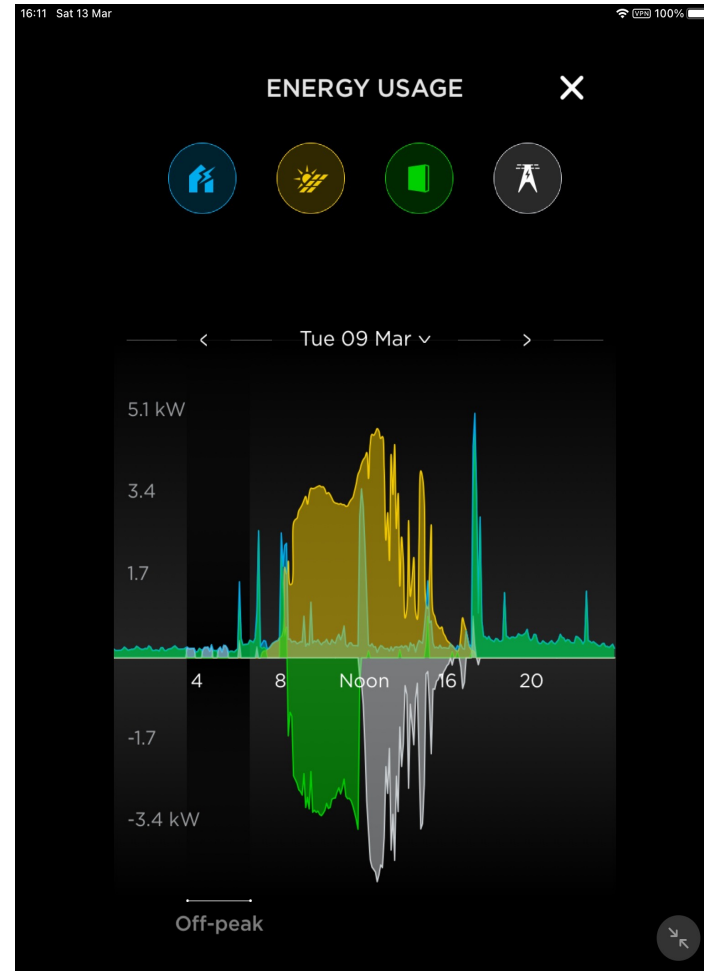 16:11 Sat 13 Mar VPN 100%
ENERGY USAGE
Tue 09 Mar
5.1 kW
3.4
1.7
4 8 Noon 16 20
-1.7
-3.4 kW
Off-peak